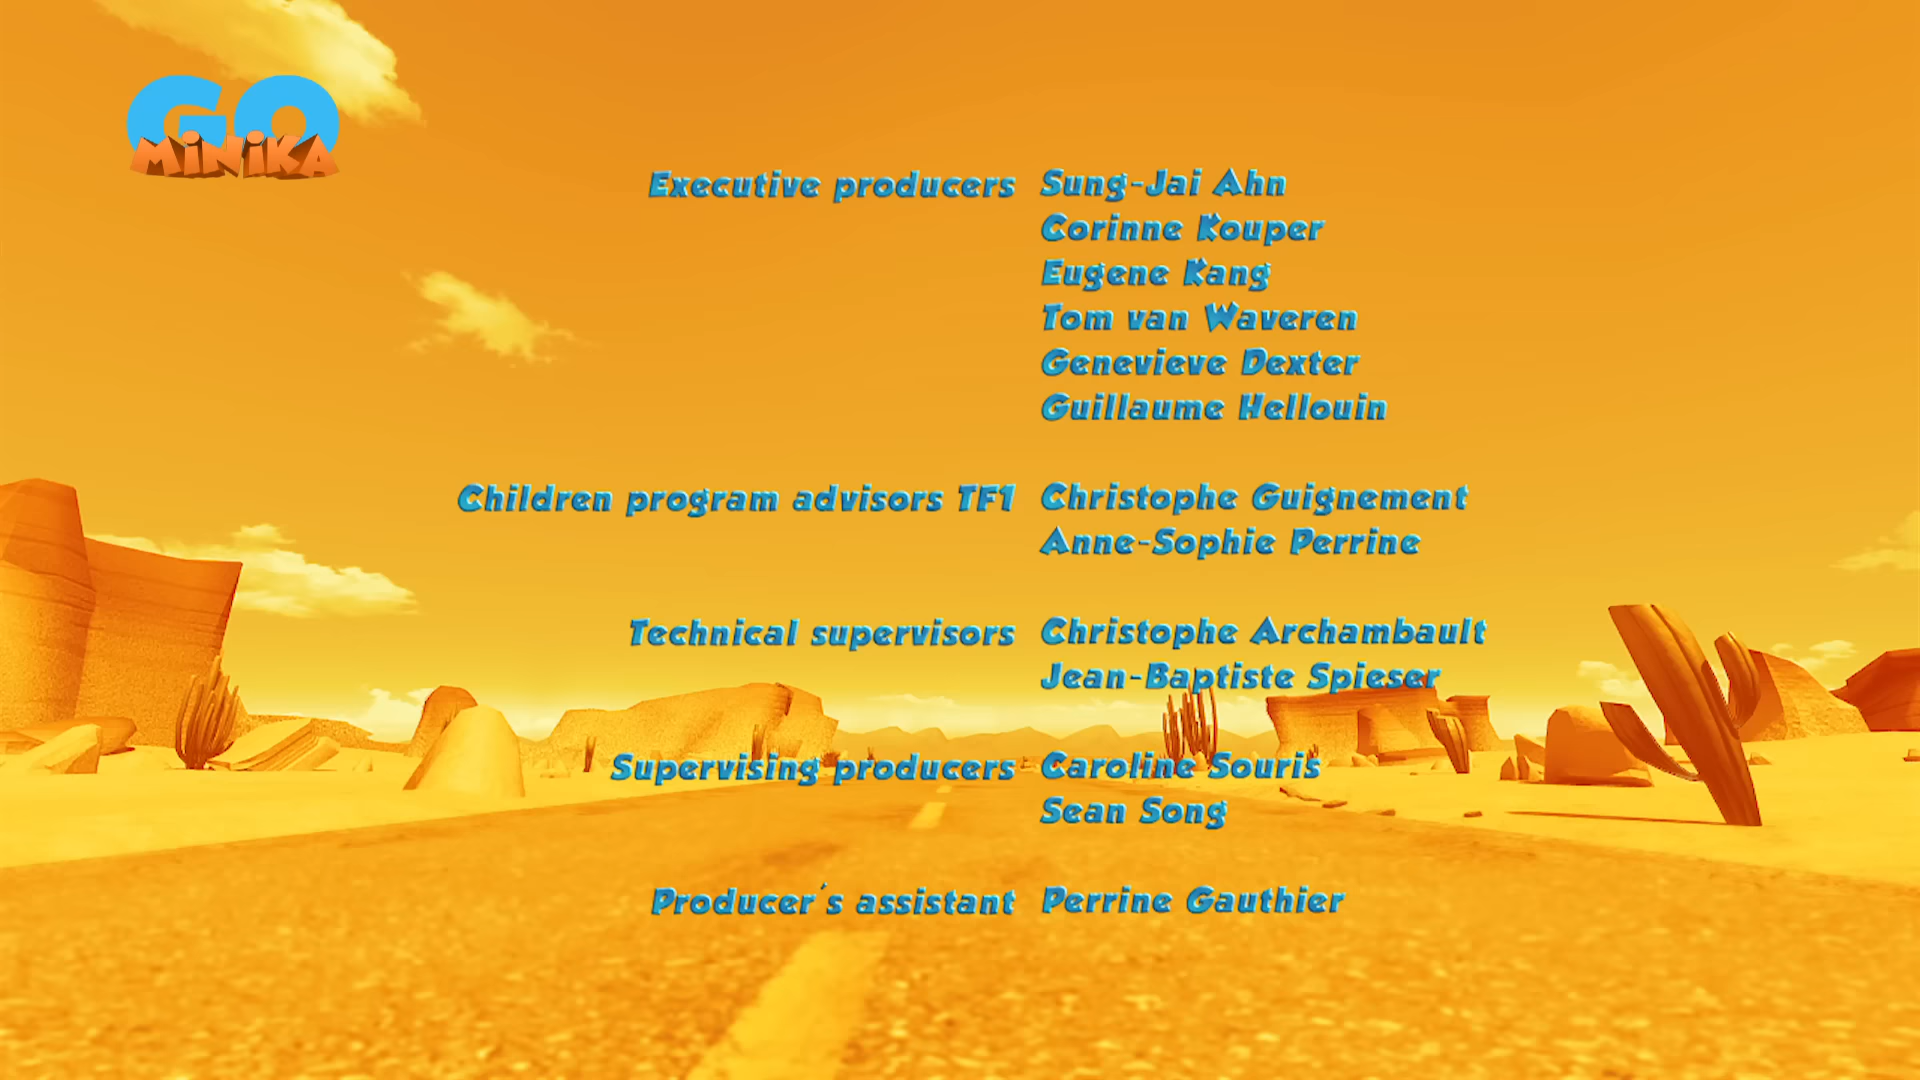 GO
MiNiKA
Executive producers Sung-Jai Ahn
Corinne Kouper
Eugene Kang
Tom van Waveren
Genevieve Dexter
Guillaume Hellouin
Children program advisors TF1 Christophe Guignement
Anne-Sophie Perrine
Technical supervisors Christophe Archambault
Jean-Baptiste Spieser
Supervising producers Caroline Souris
Sean Song
Producer's assistant Perrine Gauthier